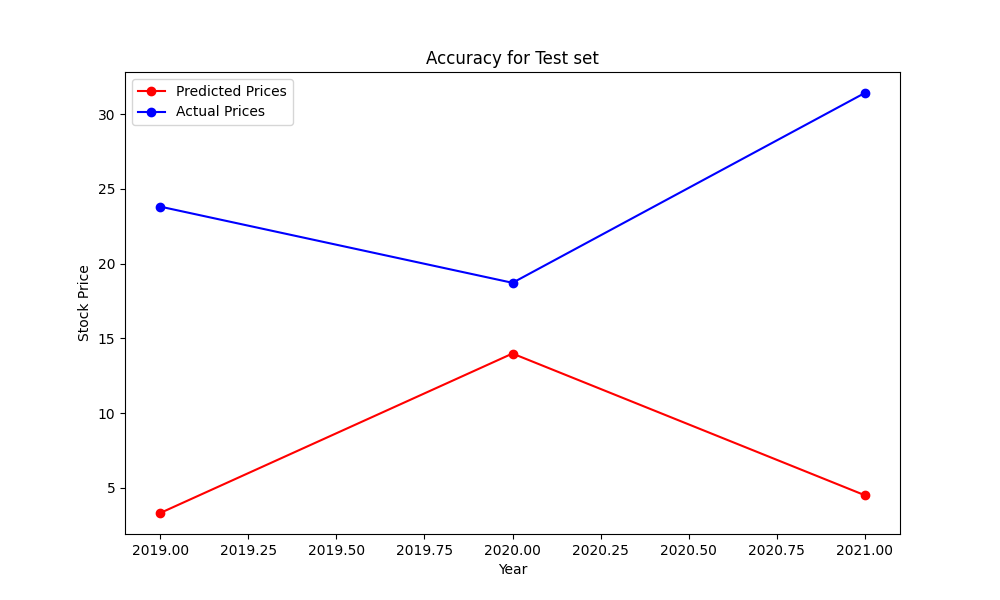 Accuracy for Test set
Predicted Prices
Actual Prices
30
25
20
15
10
5
Stock Price
2019.00 2019.25 2019.50 2019.75 2020.00 2020.25 2020.50 2020.75 2021.00
Year